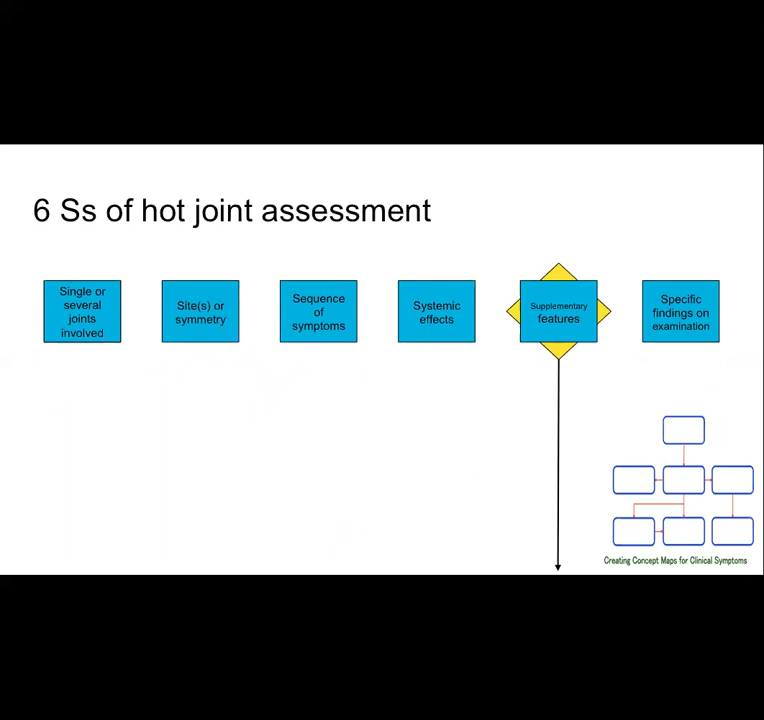 6 Ss of hot joint assessment
Single or
several
joints
involved
Site(s) or
symmetry
Sequence
of
symptoms
Systemic
effects
Supplementary
features
Specific
findings on
examination
Creating Concept Maps for Clinical Symptoms